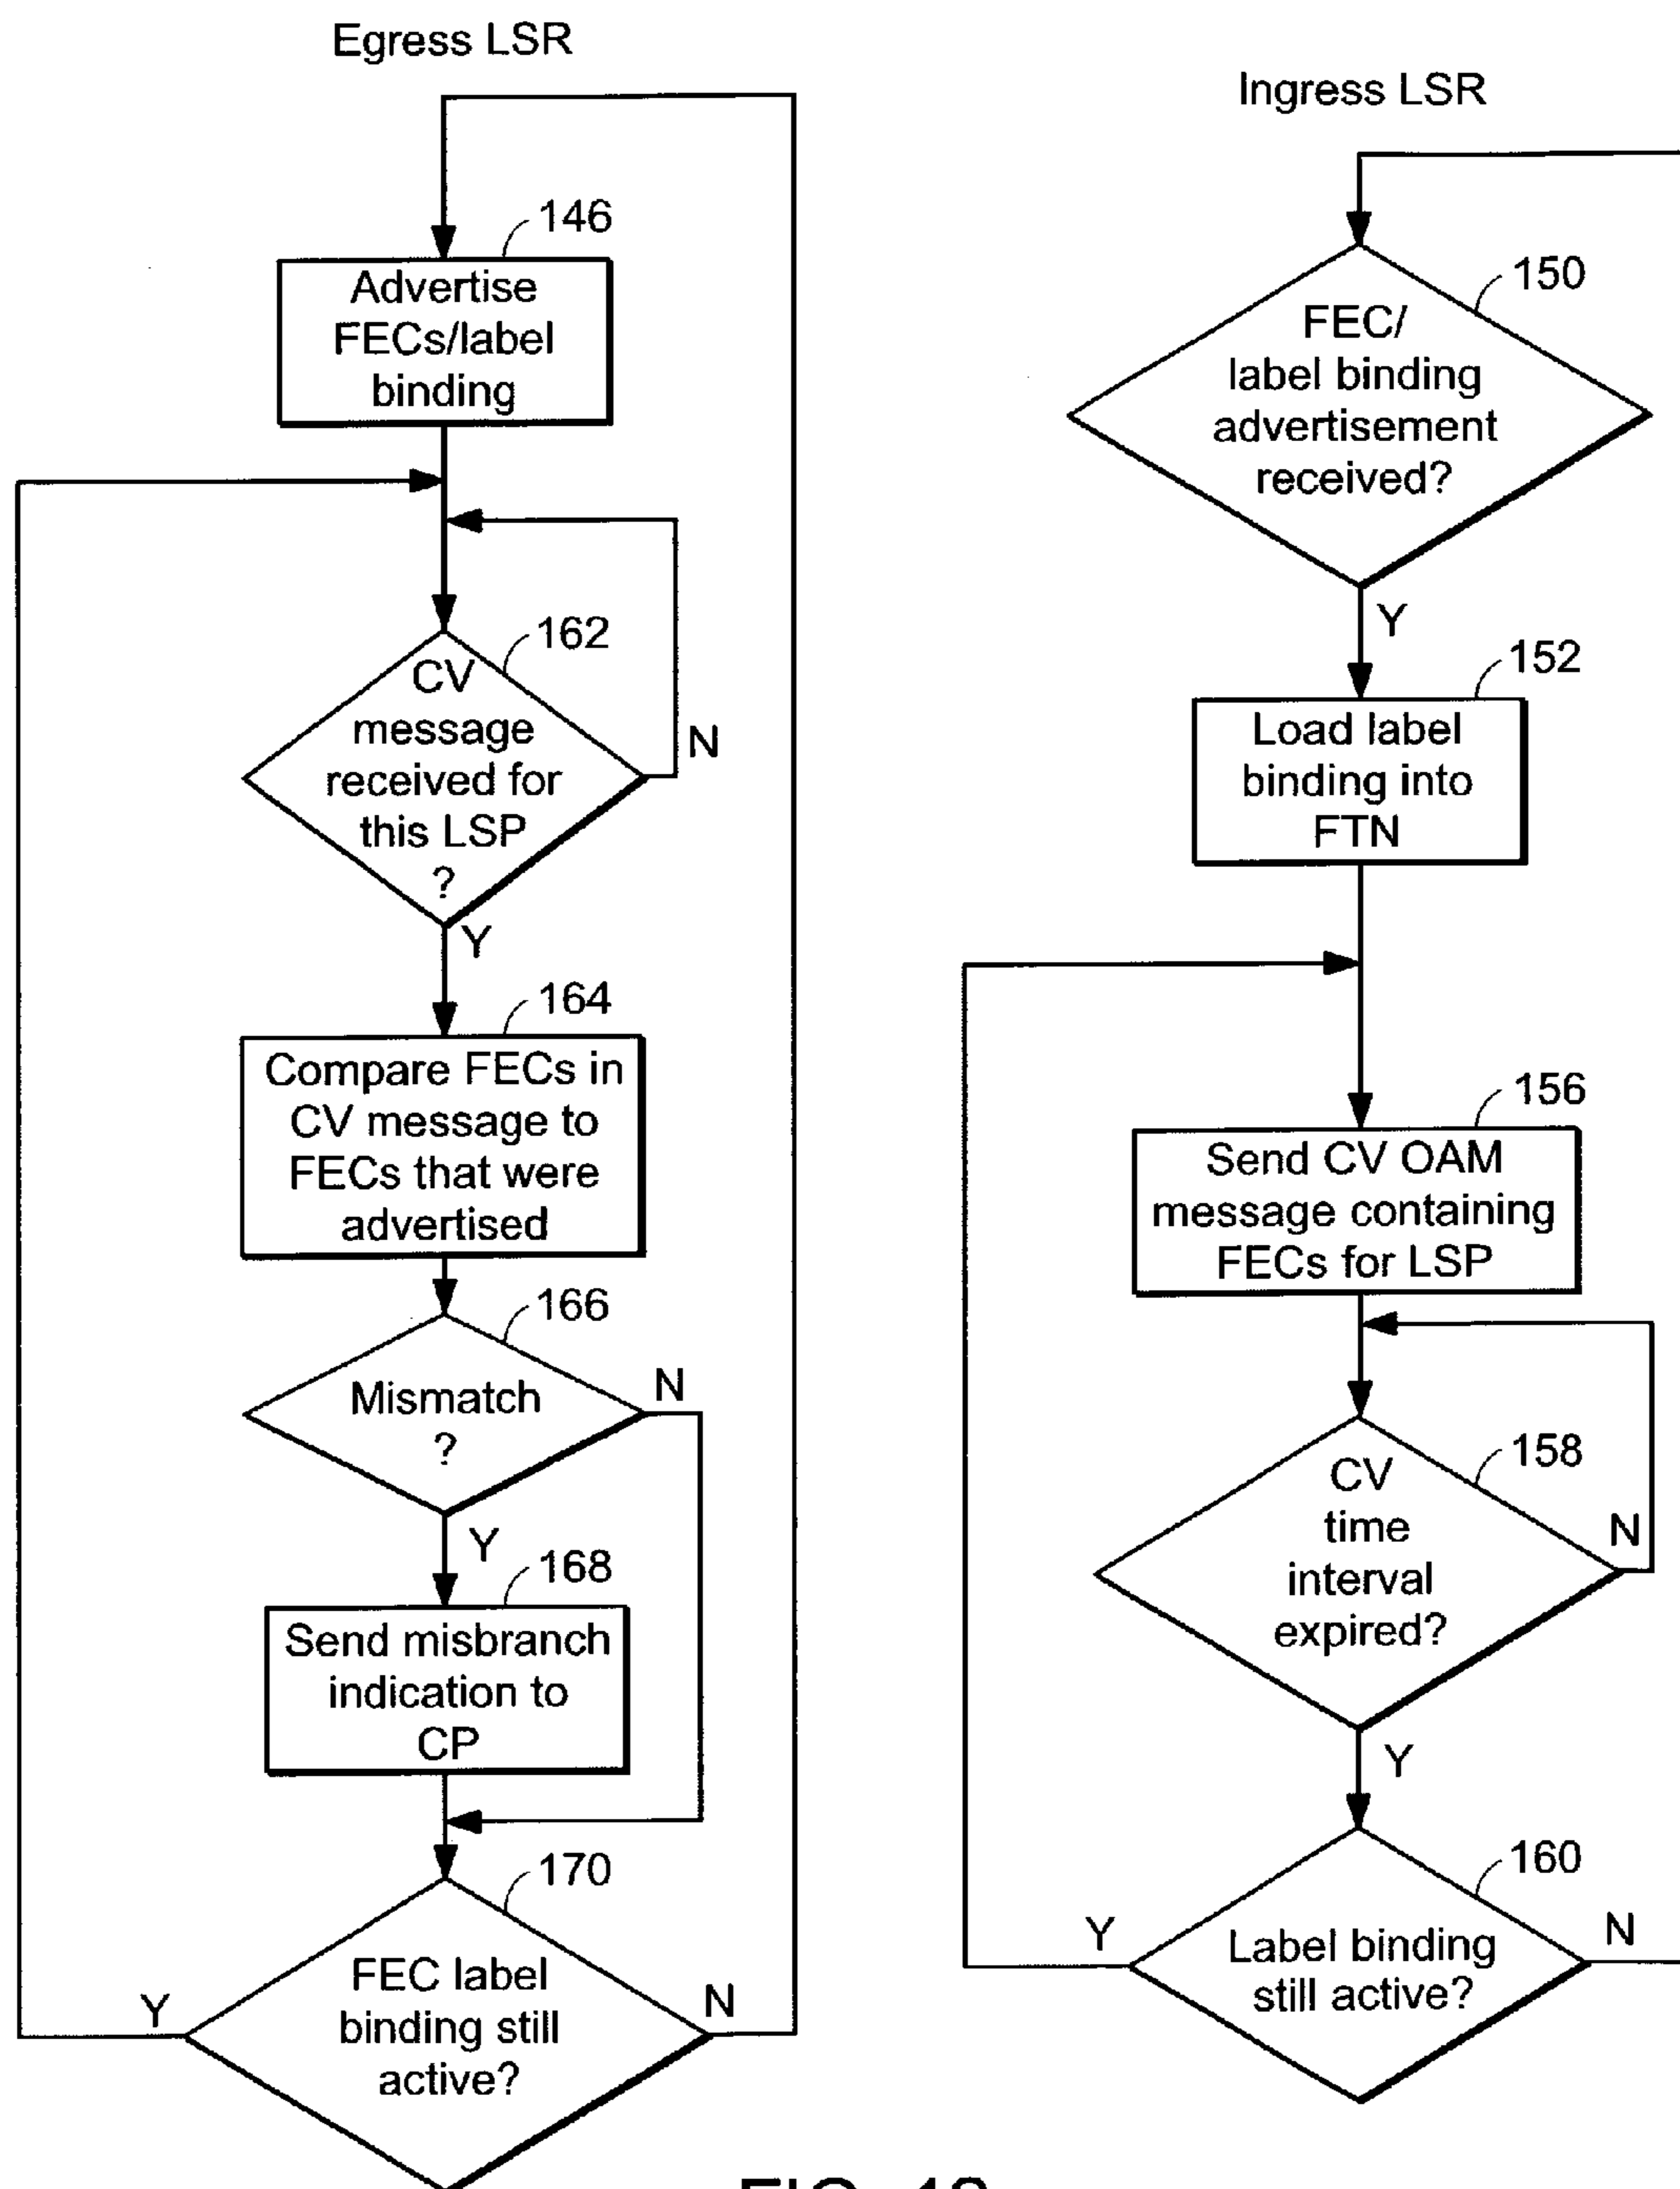 Egress LSR
146
Advertise
FECs/label
binding
162
CV
message
received for
this LSP
?
N
Y
164
Compare FECs in
CV message to
FECs that were
advertised
166
Mismatch
?
N
Y
168
Send misbranch
indication to
CP
170
FEC label
binding still
active?
Y
N
Ingress LSR
150
FEC/
label binding
advertisement
received?
Y
152
Load label
binding into
FTN
156
Send CV OAM
message containing
FECs for LSP
158
CV
time
interval
expired?
N
Y
160
Label binding
still active?
Y
N